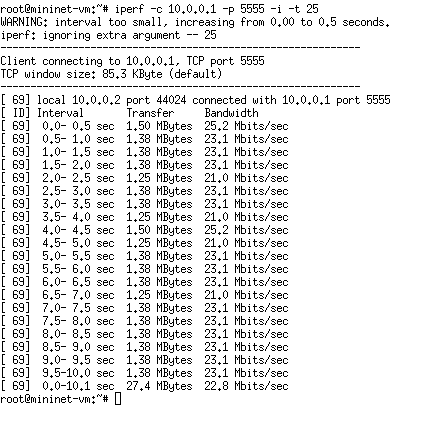 root@mininet-vm:~# iperf -c 10.0.0.1 -p 5555 -i -t 25
WARNING: interval too small, increasing from 0.00 to 0.5 seconds.
iperf: ignoring extra argument -- 25
------------------------------------------------------------
Client connecting to 10.0.0.1, TCP port 5555
TCP window size: 85.3 KByte (default)
------------------------------------------------------------
[ 69] local 10.0.0.2 port 44024 connected with 10.0.0.1 port 5555
[ ID] Interval       Transfer     Bandwidth
[ 69]  0.0- 0.5 sec  1.50 MBytes  25.2 Mbits/sec
[ 69]  0.5- 1.0 sec  1.38 MBytes  23.1 Mbits/sec
[ 69]  1.0- 1.5 sec  1.38 MBytes  23.1 Mbits/sec
[ 69]  1.5- 2.0 sec  1.38 MBytes  23.1 Mbits/sec
[ 69]  2.0- 2.5 sec  1.25 MBytes  21.0 Mbits/sec
[ 69]  2.5- 3.0 sec  1.38 MBytes  23.1 Mbits/sec
[ 69]  3.0- 3.5 sec  1.38 MBytes  23.1 Mbits/sec
[ 69]  3.5- 4.0 sec  1.25 MBytes  21.0 Mbits/sec
[ 69]  4.0- 4.5 sec  1.50 MBytes  25.2 Mbits/sec
[ 69]  4.5- 5.0 sec  1.25 MBytes  21.0 Mbits/sec
[ 69]  5.0- 5.5 sec  1.38 MBytes  23.1 Mbits/sec
[ 69]  5.5- 6.0 sec  1.38 MBytes  23.1 Mbits/sec
[ 69]  6.0- 6.5 sec  1.38 MBytes  23.1 Mbits/sec
[ 69]  6.5- 7.0 sec  1.25 MBytes  21.0 Mbits/sec
[ 69]  7.0- 7.5 sec  1.38 MBytes  23.1 Mbits/sec
[ 69]  7.5- 8.0 sec  1.38 MBytes  23.1 Mbits/sec
[ 69]  8.0- 8.5 sec  1.38 MBytes  23.1 Mbits/sec
[ 69]  8.5- 9.0 sec  1.38 MBytes  23.1 Mbits/sec
[ 69]  9.0- 9.5 sec  1.38 MBytes  23.1 Mbits/sec
[ 69]  9.5-10.0 sec  1.38 MBytes  23.1 Mbits/sec
[ 69]  0.0-10.1 sec  27.4 MBytes  22.8 Mbits/sec
root@mininet-vm:~#